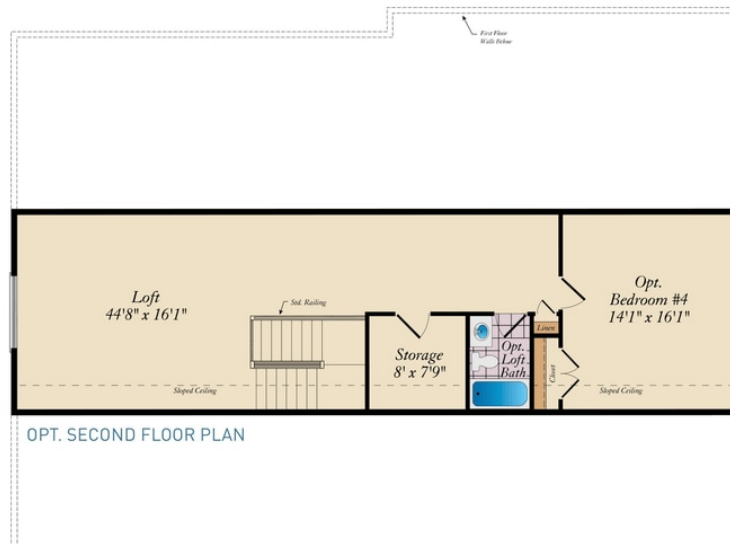 First Floor
Walls Below
Loft
44'8" x 16'1"
Std. Railing
Storage
8' x 7'9"
Opt.
Loft
Bath
Linen
Closet
Opt.
Bedroom #4
14'1" x 16'1"
Sloped Ceiling
Sloped Ceiling
OPT. SECOND FLOOR PLAN